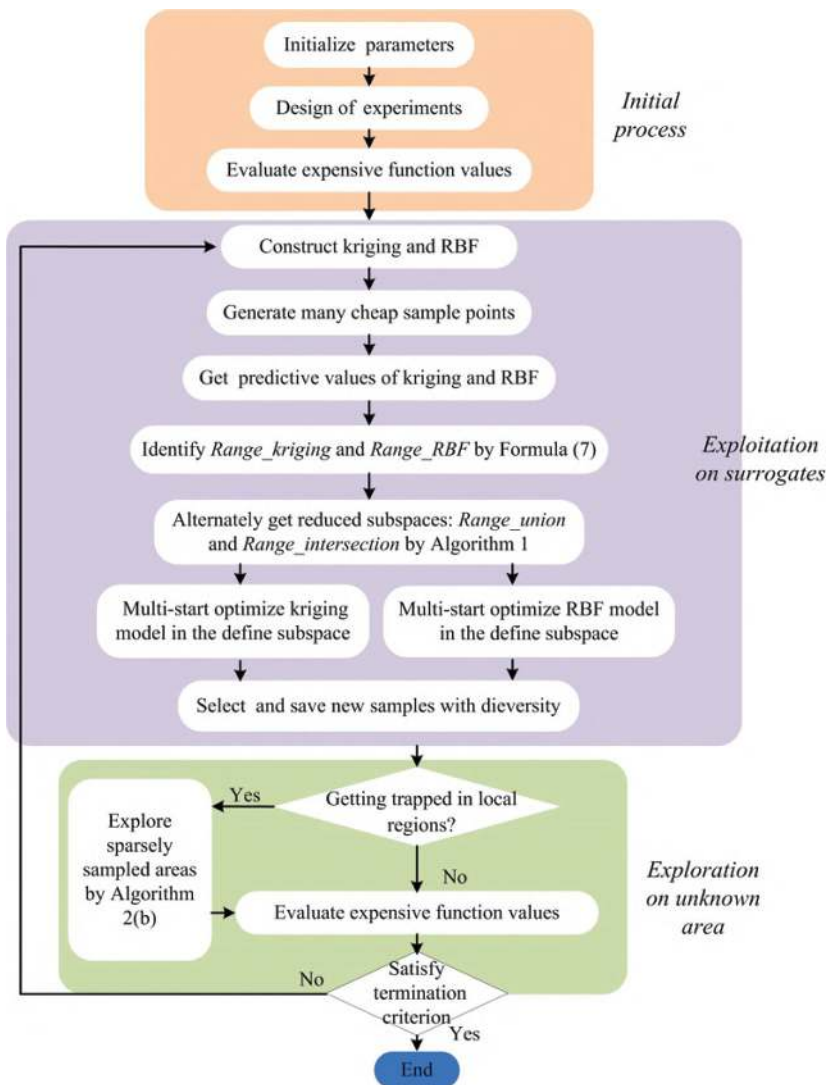 Initialize parameters
Design of experiments
Evaluate expensive function values
Initial
process
Construct kriging and RBF
Generate many cheap sample points
Get predictive values of kriging and RBF
Identify Range_kriging and Range_RBF by Formula (7)
Exploitation
on surrogates
Alternately get reduced subspaces: Range_union
and Range_intersection by Algorithm 1
Multi-start optimize kriging
model in the define subspace
Multi-start optimize RBF model
in the define subspace
Select and save new samples with dieversity
Getting trapped in local
regions?
Yes
No
Explore
sparsely
sampled areas
by Algorithm
2(b)
Evaluate expensive function values
Exploration
on unknown
area
Satisfy
termination
criterion
No
Yes
End